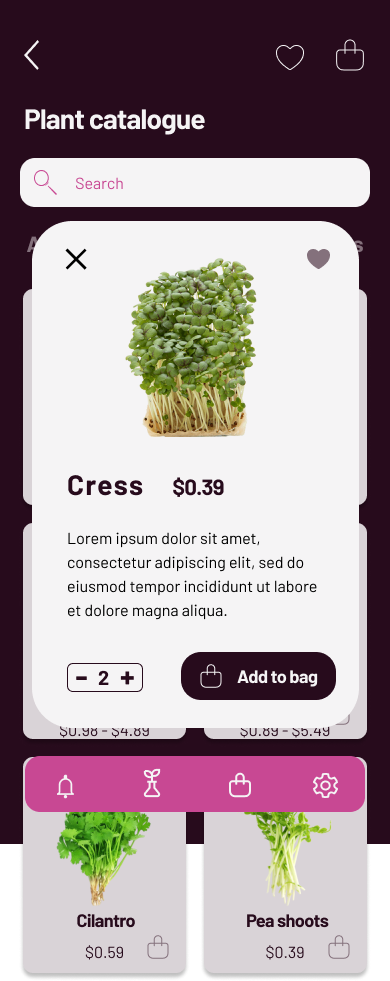 Plant catalogue
Search
Cress $0.39
Lorem ipsum dolor sit amet,
consectetur adipiscing elit, sed do
eiusmod tempor incididunt ut labore
et dolore magna aliqua.
2
Add to bag
$0.98 - $4.89
$0.89 - $5.49
Cilantro
$0.59
Pea shoots
$0.39